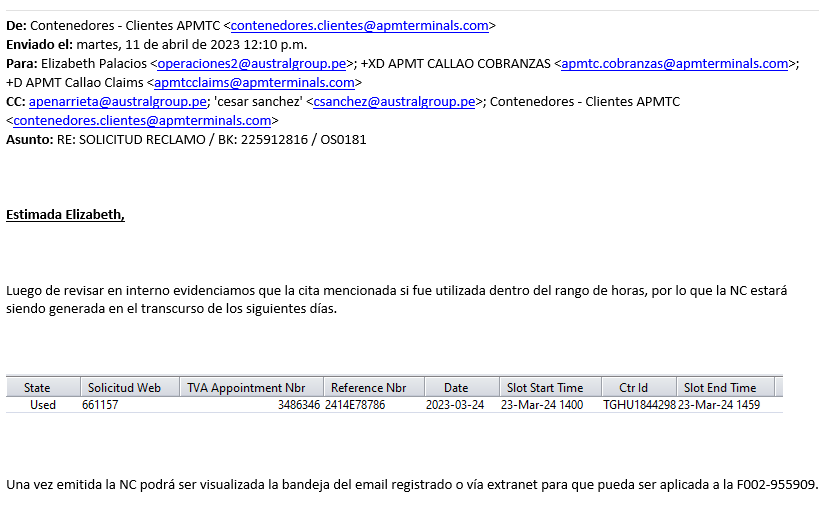 De: Contenedores - Clientes APMTC <contenedores.clientes@apmterminals.com>
Enviado el: martes, 11 de abril de 2023 12:10 p.m.
Para: Elizabeth Palacios <operaciones2@australgroup.pe>; +XD APMT CALLAO COBRANZAS <apmtc.cobranzas@apmterminals.com>;
+D APMT Callao Claims <apmtcclaims@apmterminals.com>
CC: apenarrieta@australgroup.pe; 'cesar sanchez' <csanchez@australgroup.pe>; Contenedores - Clientes APMTC
<contenedores.clientes@apmterminals.com>
Asunto: RE: SOLICITUD RECLAMO / BK: 225912816 / OS0181
Estimada Elizabeth,
Luego de revisar en interno evidenciamos que la cita mencionada si fue utilizada dentro del rango de horas, por lo que la NC estará
siendo generada en el transcurso de los siguientes días.
State Solicitud Web TVA Appointment Nbr Reference Nbr Date Slot Start Time Ctr Id Slot End Time
Used 661157 3486346 2414E78786 2023-03-24 23-Mar-24 1400 TGHU1844298 23-Mar-24 1459
Una vez emitida la NC podrá ser visualizada la bandeja del email registrado o vía extranet para que pueda ser aplicada a la F002-955909.